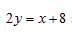 2y = x + 8